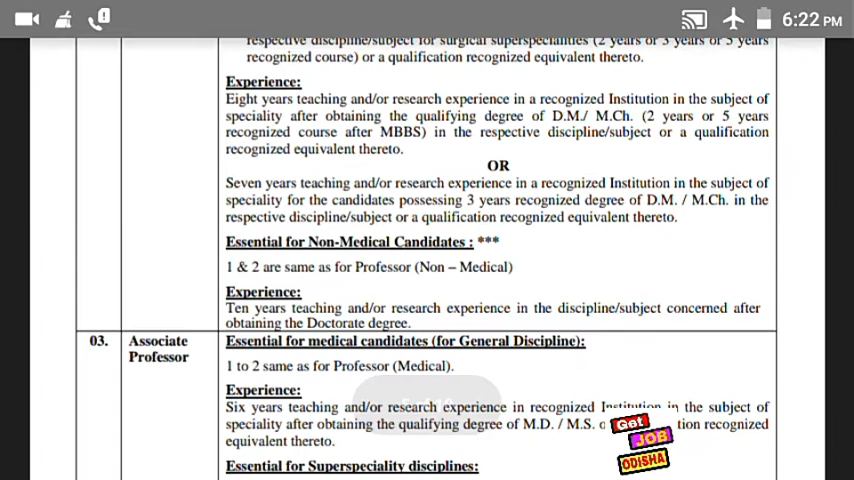 6:22 PM
respective discipline/subject for surgical superspecialities (2 years or 3 years or 5 years
recognized course) or a qualification recognized equivalent thereto.
Experience:
Eight years teaching and/or research experience in a recognized Institution in the subject of
speciality after obtaining the qualifying degree of D.M./ M.Ch. (2 years or 5 years
recognized course after MBBS) in the respective discipline/subject or a qualification
recognized equivalent thereto.
OR
Seven years teaching and/or research experience in a recognized Institution in the subject of
speciality for the candidates possessing 3 years recognized degree of D.M. / M.Ch. in the
respective discipline/subject or a qualification recognized equivalent thereto.
Essential for Non-Medical Candidates : ***
1 & 2 are same as for Professor (Non – Medical)
Experience:
Ten years teaching and/or research experience in the discipline/subject concerned after
obtaining the Doctorate degree.
03. Associate Professor
Essential for medical candidates (for General Discipline):
1 to 2 same as for Professor (Medical).
Experience:
Six years teaching and/or research experience in recognized Institution in the subject of
speciality after obtaining the qualifying degree of M.D. / M.S. recognized
equivalent thereto.
Essential for Superspeciality disciplines:
Get
JOB
ODISHA